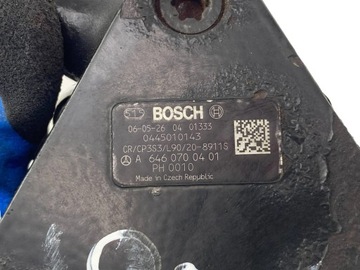 BOSCH
06-05-26 04 01333
0445010143
CR/CP3S3/L90/20-8911S
A 646 070 04 01
PH 0010
Made in Czech Republic